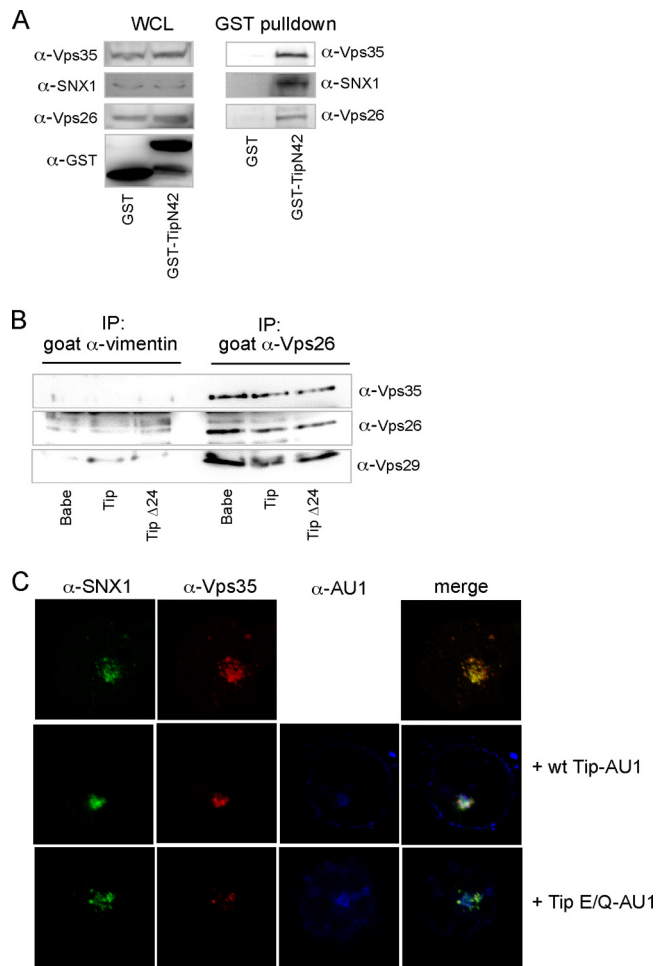 A
WCL
GST pulldown
α-Vps35
α-SNX1
α-Vps26
α-GST
α-Vps35
α-SNX1
α-Vps26
GST
GST-TipN42
GST
GST-TipN42
B
IP:
goat α-vimentin
IP:
goat α-Vps26
α-Vps35
α-Vps26
α-Vps29
Babe
Tip
Tip Δ24
Babe
Tip
Tip Δ24
C
α-SNX1
α-Vps35
α-AU1
merge
+ wt Tip-AU1
+ Tip E/Q-AU1